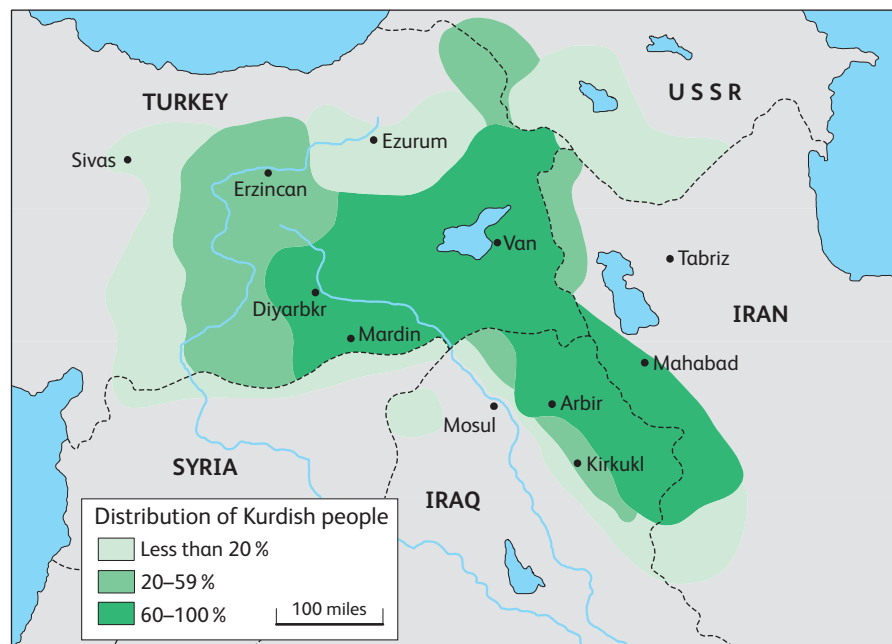 TURKEY
USSR
Sivas
Ezurum
Erzincan
Van
Tabriz
Diyarbkr
IRAN
Mardin
Mahabad
Arbir
Mosul
SYRIA
Kirkukl
IRAQ
Distribution of Kurdish people
Less than 20 %
20–59 %
60–100 %
100 miles